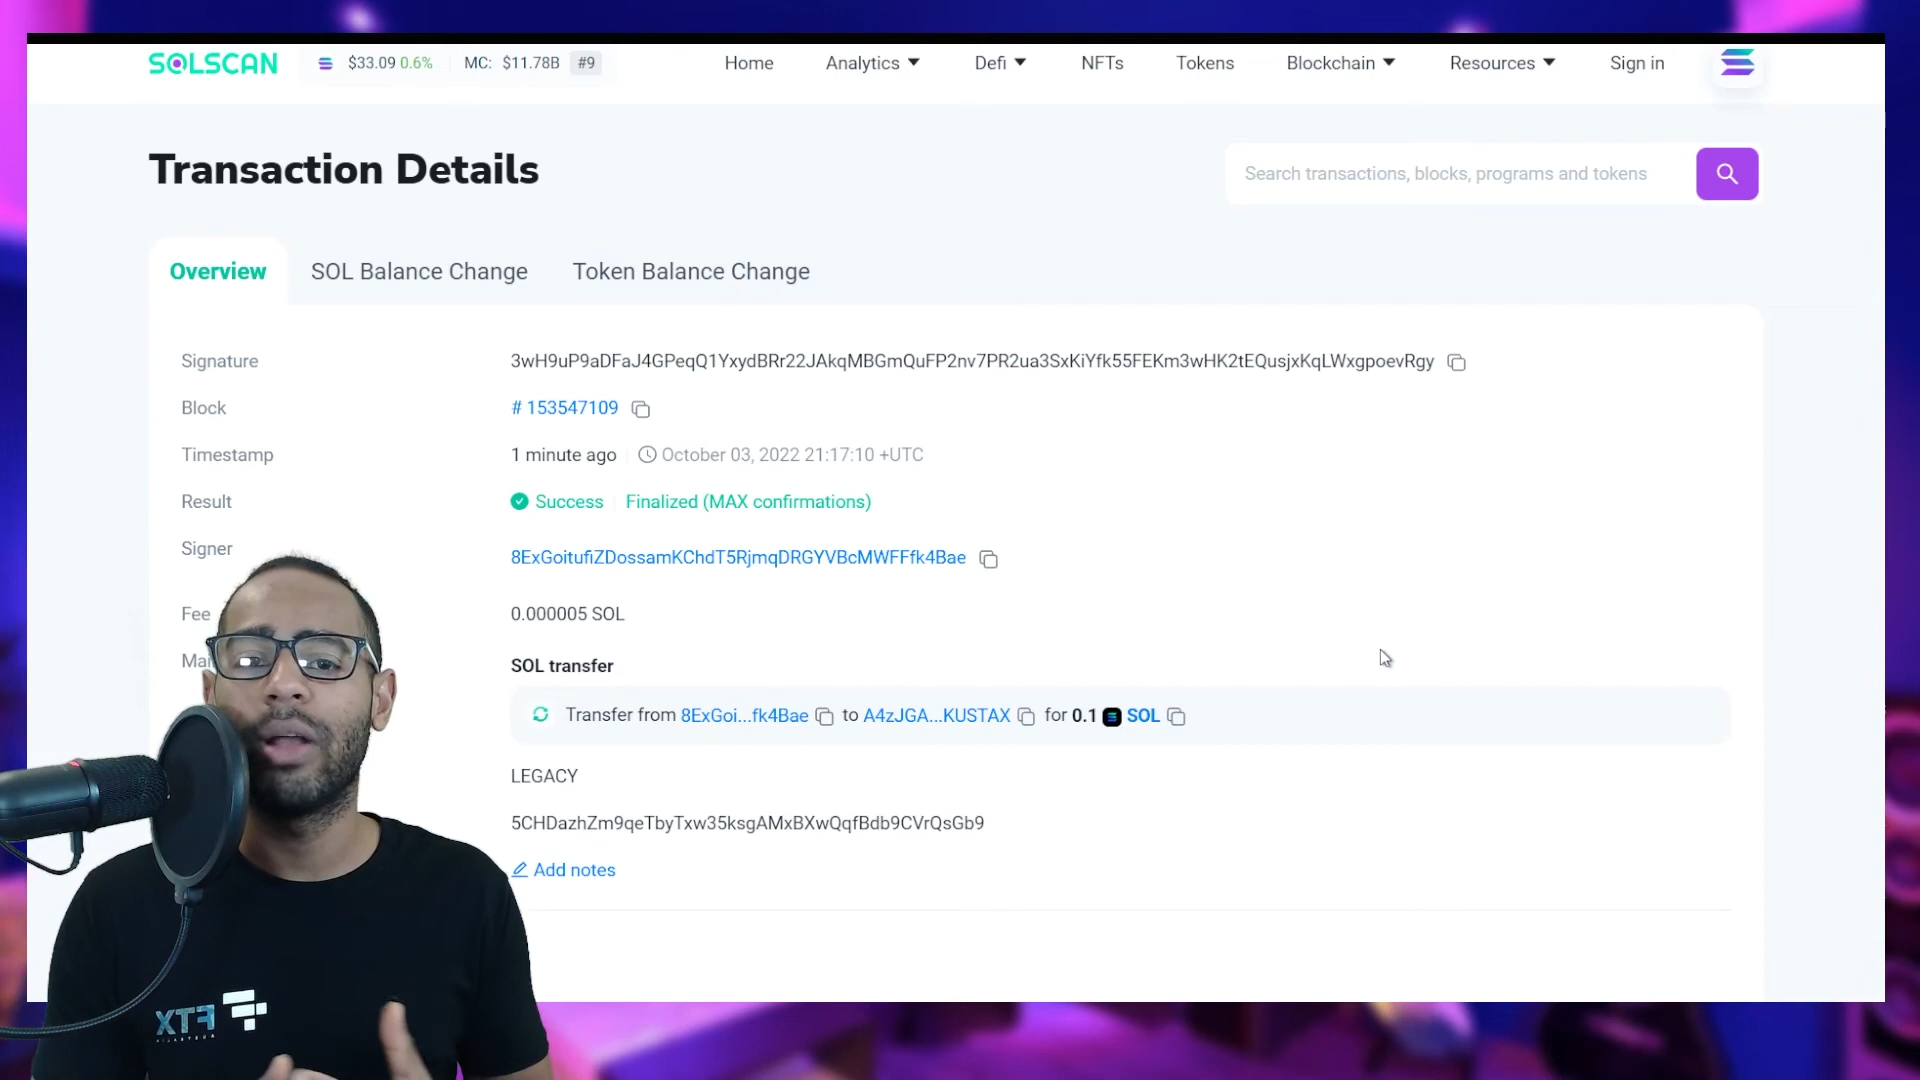 SOLSCAN $33.09 0.6% MC: $11.78B #9 Home Analytics Defi NFTs Tokens Blockchain Resources Sign in
Transaction Details
Search transactions, blocks, programs and tokens
Overview SOL Balance Change Token Balance Change
Signature 3wH9uP9aDFaJ4GPeqQ1YxydBRr22JAkqMBGmQuFP2nv7PR2ua3SxKiYfk55FEKm3wHK2tEQusjxKqLWxgpoevRgy
Block # 153547109
Timestamp 1 minute ago October 03, 2022 21:17:10 +UTC
Result Success Finalized (MAX confirmations)
Signer 8ExGoitufiZDossamKChdT5RjmqDRGYVBcMWFFfk4Bae
Fee 0.000005 SOL
SOL transfer
Transfer from 8ExGoi...fk4Bae to A4zJGA...KUSTAX for 0.1 SOL
LEGACY
5CHDazhZm9qeTbyTxw35ksgAMxBXwQqfBdb9CVrQsGb9
Add notes
FTX